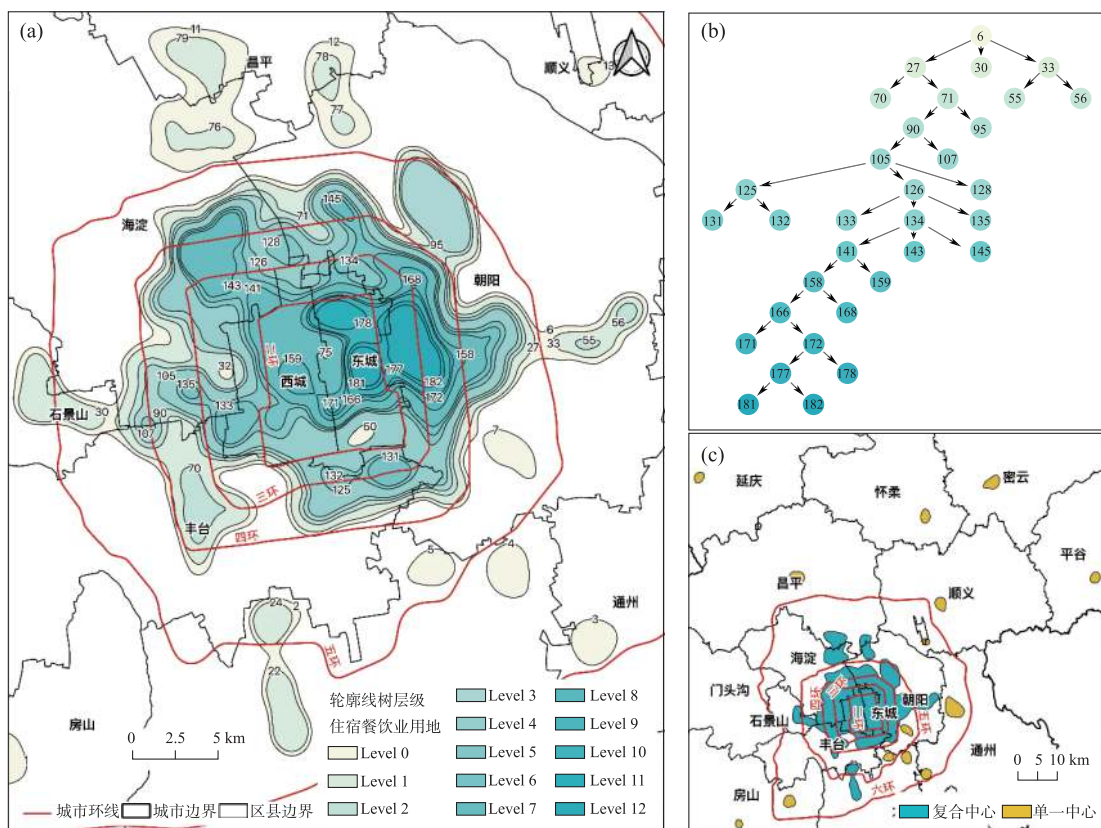 (a)
11
79
昌平
12
78
顺义
13
77
76
海淀
71
145
128
126
134
95
143
141
168
朝阳
178
158
6
56
27
33
55
二环
159
75
东城
177
32
西城
181
182
105
135
133
171
166
172
石景山
30
90
107
50
7
131
70
132
125
三环
丰台
四环
5
4
24
2
通州
3
五环
22
房山
轮廓线树层级
住宿餐饮业用地
Level 0
Level 1
Level 2
Level 3
Level 4
Level 5
Level 6
Level 7
Level 8
Level 9
Level 10
Level 11
Level 12
0 2.5 5 km
城市环线 城市边界 区县边界
(b)
6
27 30 33
70 71 55 56
90 95
105 107
125 126 128
131 132 133 134 135
141 143 145
158 159
166 168
171 172
177 178
181 182
(c)
延庆
怀柔
密云
平谷
昌平
顺义
海淀
门头沟
四环
三环
二环
东城
朝阳
五环
石景山
丰台
通州
房山
六环
0 5 10 km
复合中心 单一中心